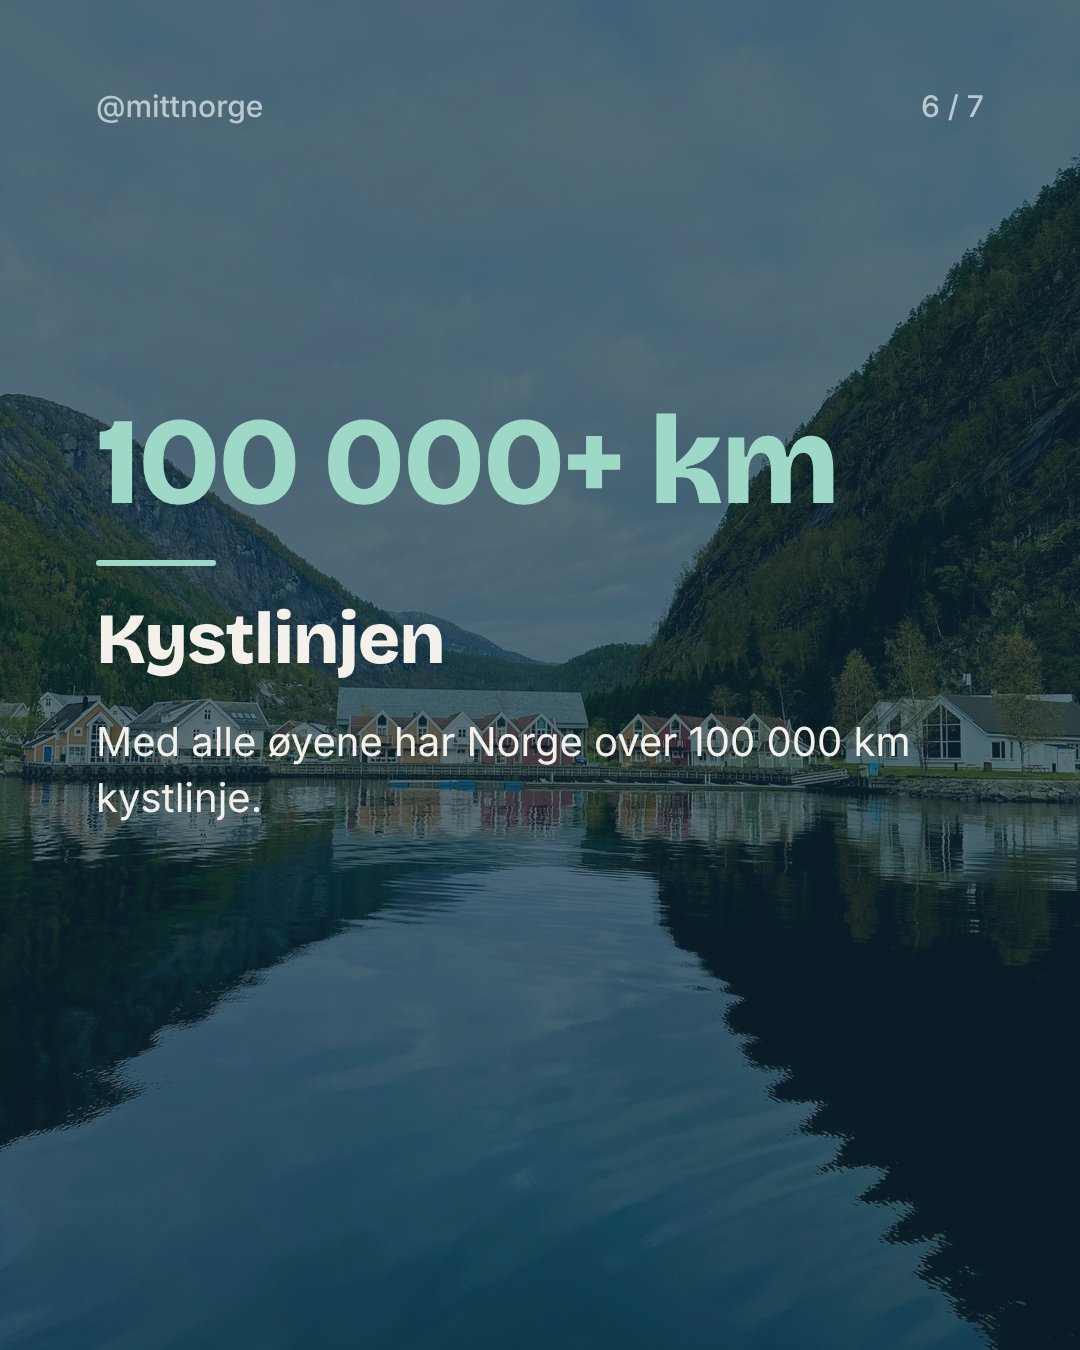 @mittnorge
6 / 7
100 000+ km
Kystlinjen
Med alle øyene har Norge over 100 000 km
kystlinje.